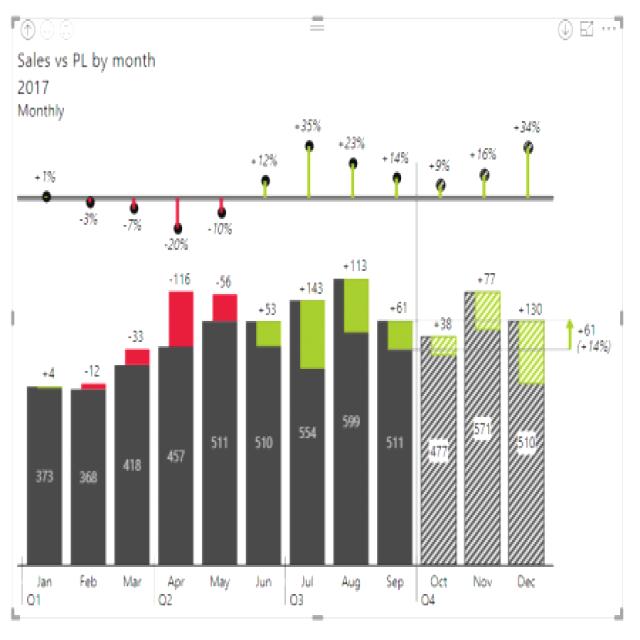 Sales vs PL by month
2017
Monthly
+1% -3% -7% -20% -10% +12% +35% +23% +14% +9% +16% +34%
+4 -12 -33 -116 -56 +53 +143 +113 +61 +38 +77 +130
+61
(+14%)
373 368 418 457 511 510 554 599 511 477 571 510
Jan Feb Mar Apr May Jun Jul Aug Sep Oct Nov Dec
Q1 Q2 Q3 Q4